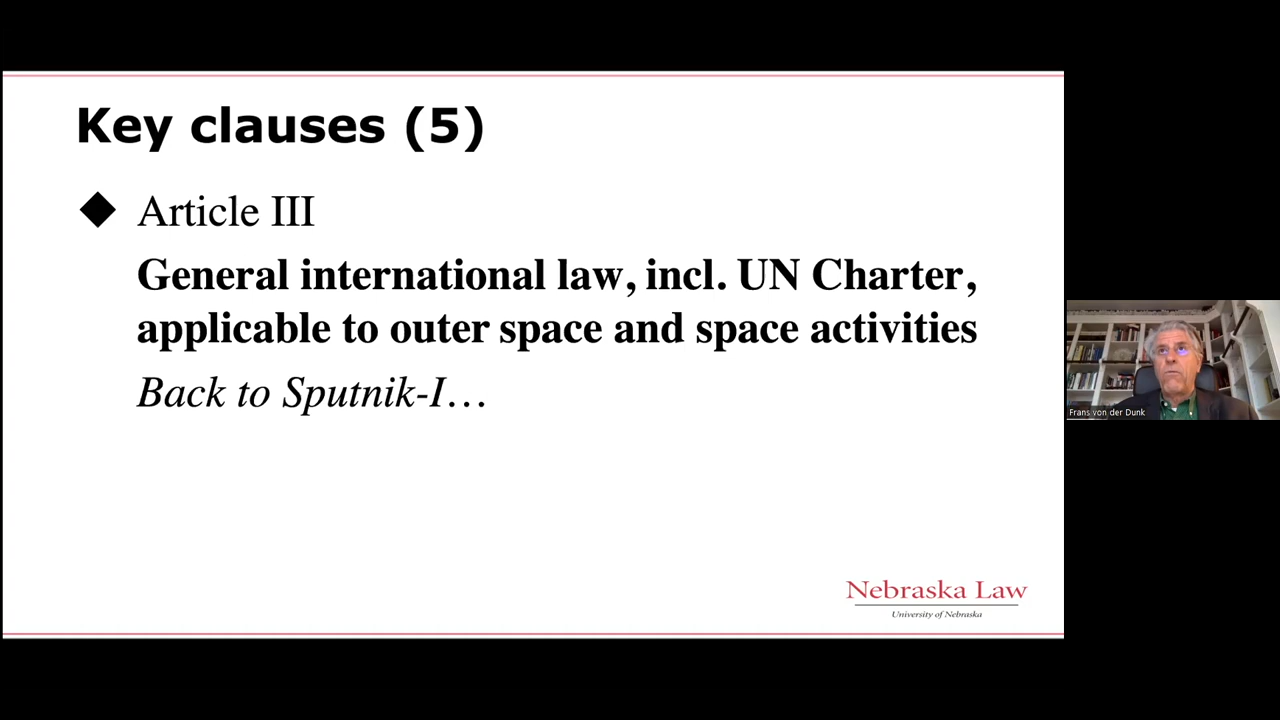 Key clauses (5)
Article III
General international law, incl. UN Charter,
applicable to outer space and space activities
Back to Sputnik-I…
Nebraska Law
University of Nebraska
Frans von der Dunk